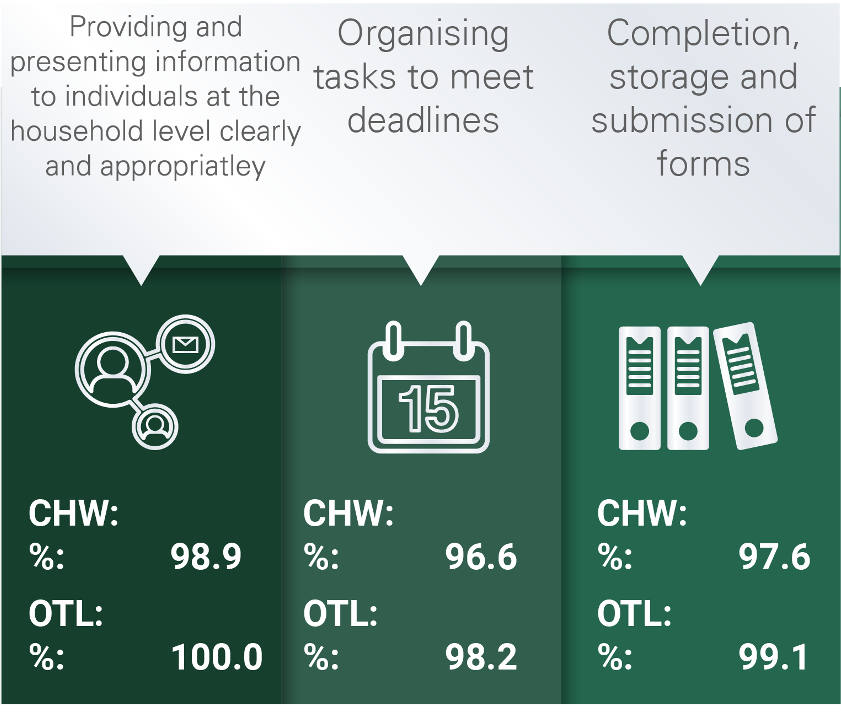 Providing and
presenting information
to individuals at the
household level clearly
and appropriatley
Organising
tasks to meet
deadlines
Completion,
storage and
submission of
forms
15
CHW:
%: 98.9
OTL:
%: 100.0
CHW:
%: 96.6
OTL:
%: 98.2
CHW:
%: 97.6
OTL:
%: 99.1